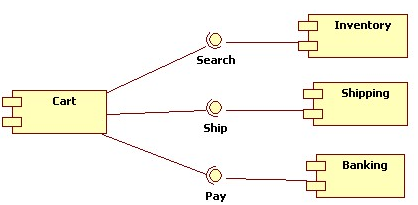 Inventory
Search
Shipping
Cart
Ship
Banking
Pay